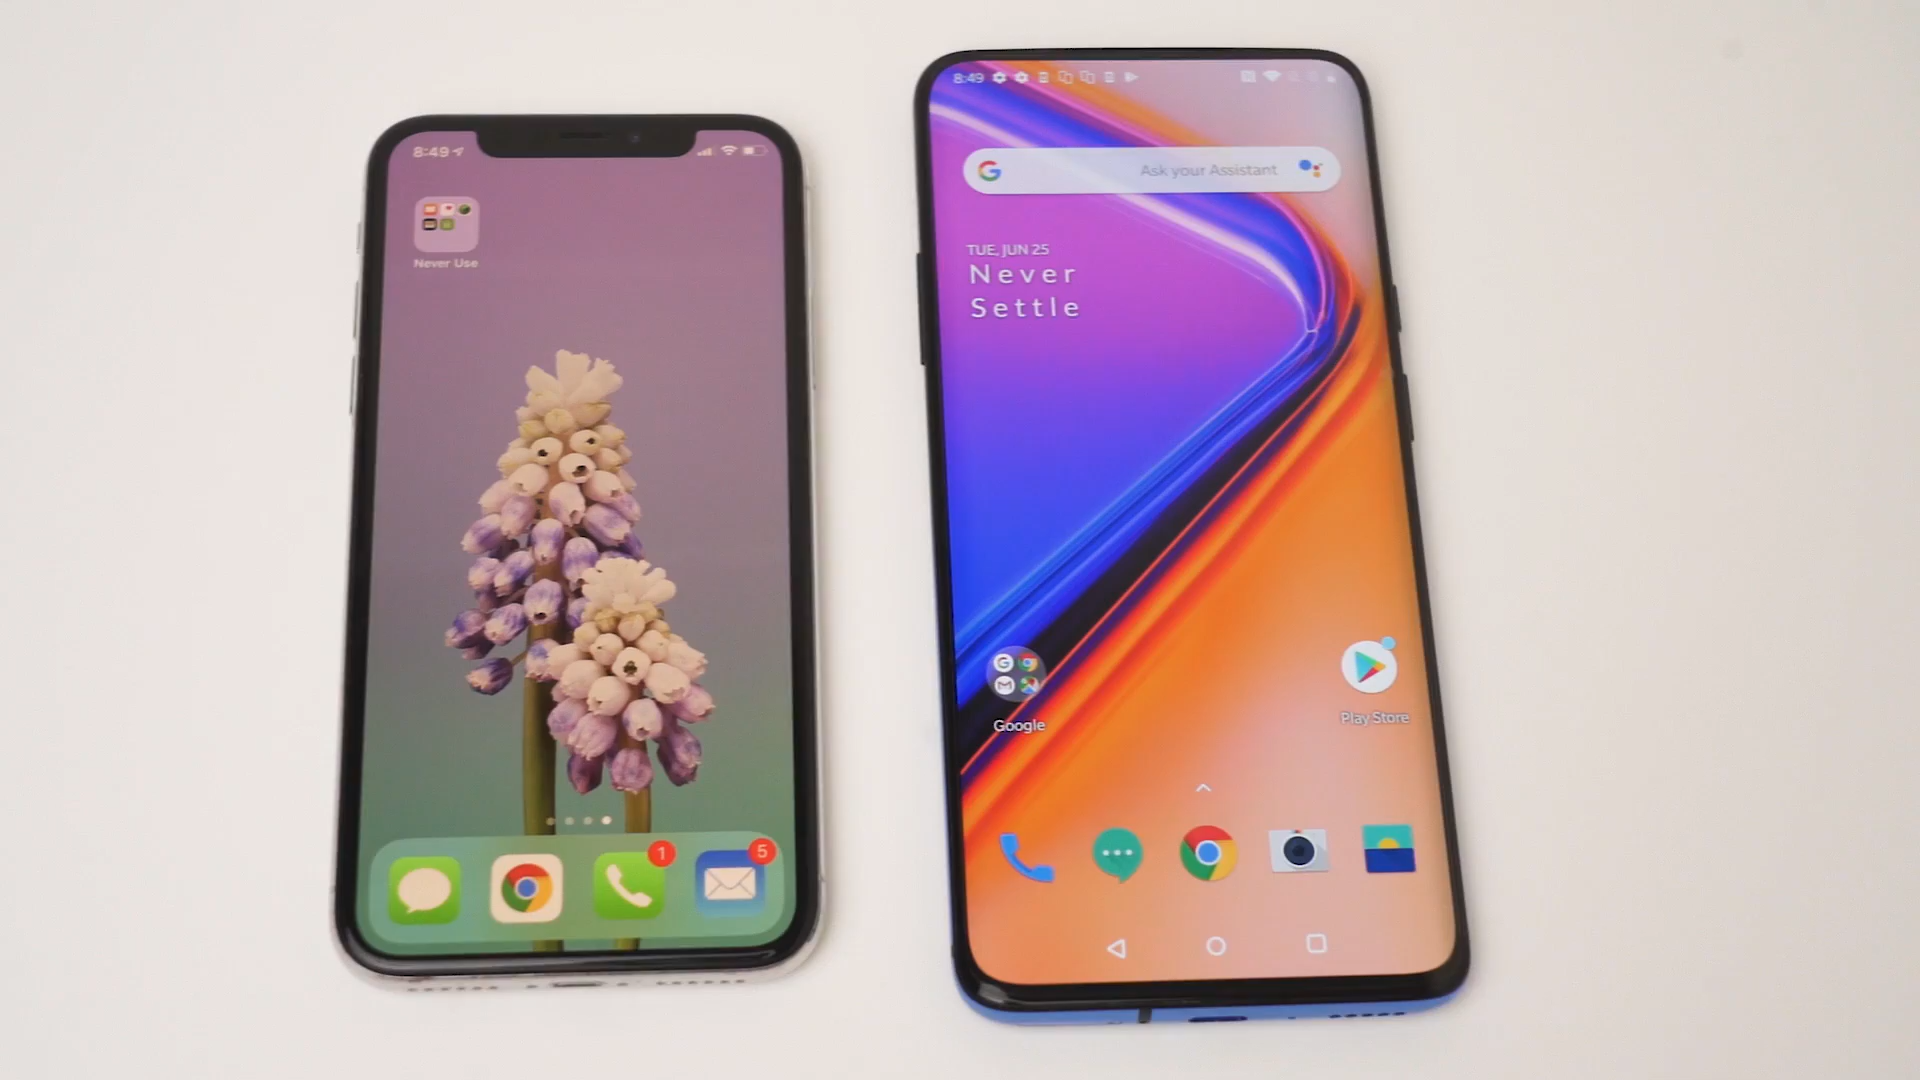 8:49
Never Use
1
5
8:49
Ask your Assistant
TUE, JUN 25
Never
Settle
Google
Play Store